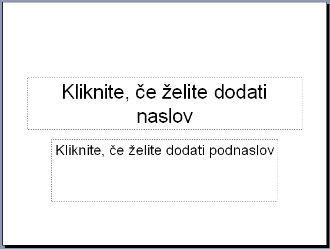 Kliknite, če želite dodati
naslov
Kliknite, če želite dodati podnaslov